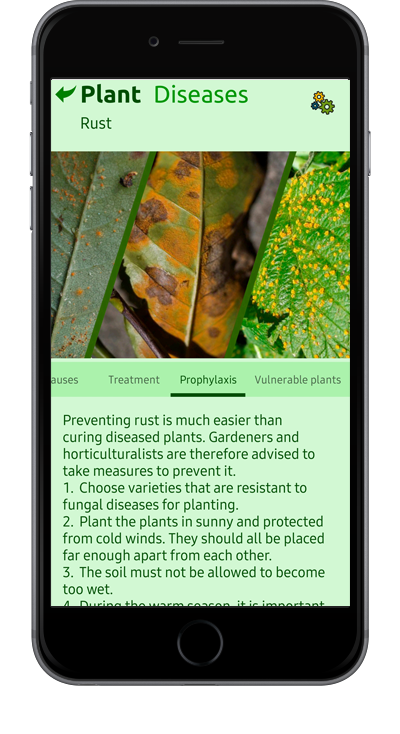 Plant Diseases
Rust
auses Treatment Prophylaxis Vulnerable plants
Preventing rust is much easier than
curing diseased plants. Gardeners and
horticulturalists are therefore advised to
take measures to prevent it.
1. Choose varieties that are resistant to
fungal diseases for planting.
2. Plant the plants in sunny and protected
from cold winds. They should all be placed
far enough apart from each other.
3. The soil must not be allowed to become
too wet.
4. During the warm season, it is important